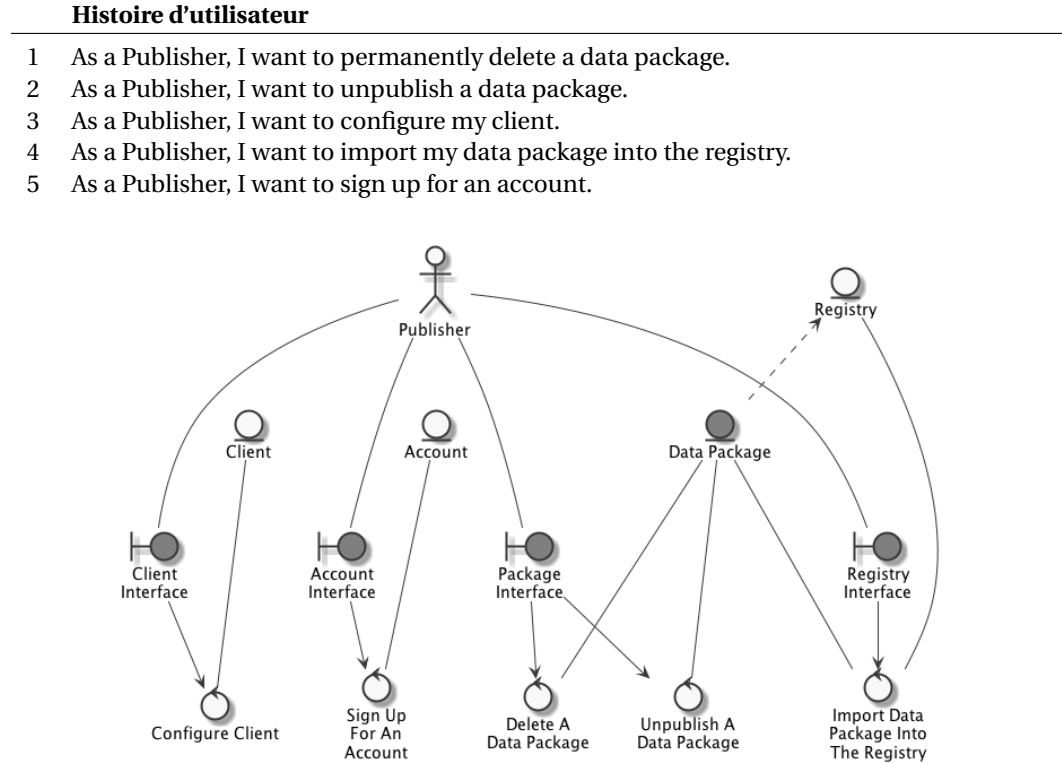 Histoire d'utilisateur
1 As a Publisher, I want to permanently delete a data package.
2 As a Publisher, I want to unpublish a data package.
3 As a Publisher, I want to configure my client.
4 As a Publisher, I want to import my data package into the registry.
5 As a Publisher, I want to sign up for an account.
Publisher
Registry
Client
Account
Data Package
Client
Interface
Account
Interface
Package
Interface
Registry
Interface
Configure Client
Sign Up
For An
Account
Delete A
Data Package
Unpublish A
Data Package
Import Data
Package Into
The Registry